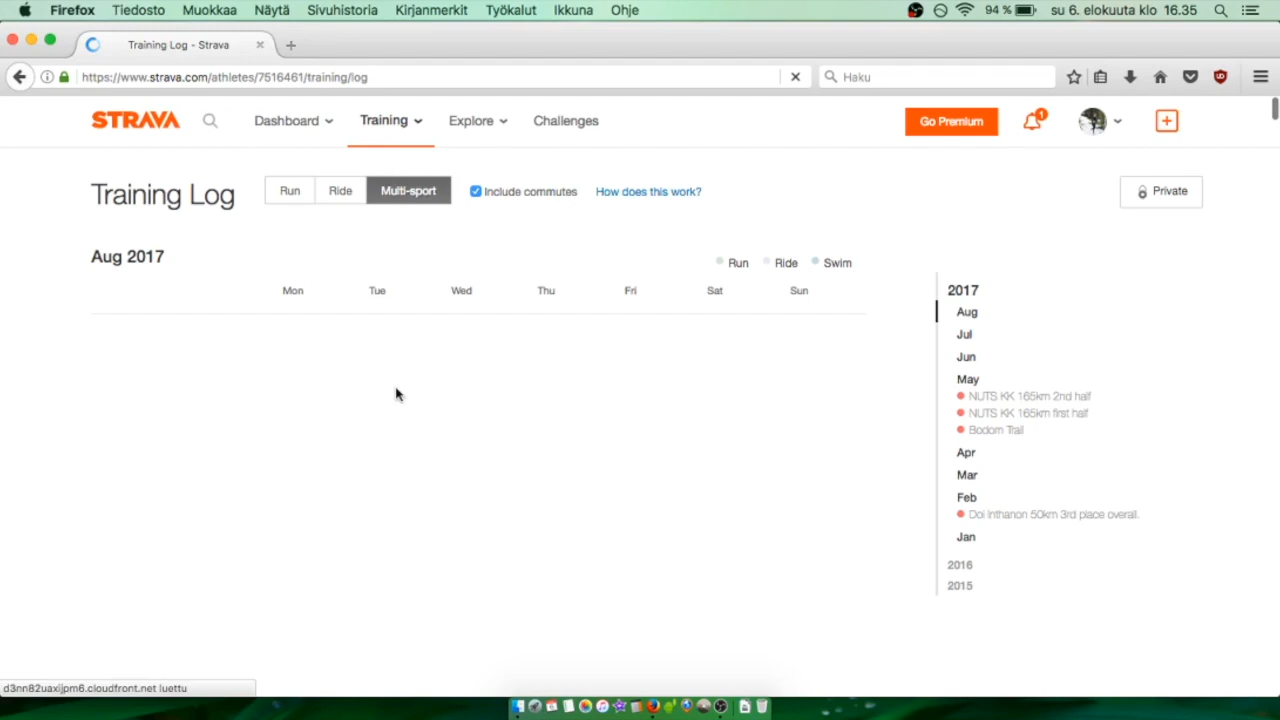 Firefox Tiedosto Muokkaa Näytä Sivuhistoria Kirjanmerkit Työkalut Ikkuna Ohje 94 % su 6. elokuuta klo 16.35
Training Log - Strava
https://www.strava.com/athletes/7516461/training/log Haku
STRAVA Dashboard Training Explore Challenges Go Premium 1
Training Log Run Ride Multi-sport Include commutes How does this work? Private
Aug 2017 Run Ride Swim
Mon Tue Wed Thu Fri Sat Sun
2017
Aug
Jul
Jun
May
NUTS KK 165km 2nd half
NUTS KK 165km first half
Bodom Trail
Apr
Mar
Feb
Doi Inthanon 50km 3rd place overall.
Jan
2016
2015
d3nn82uaxijpm6.cloudfront.net luettu